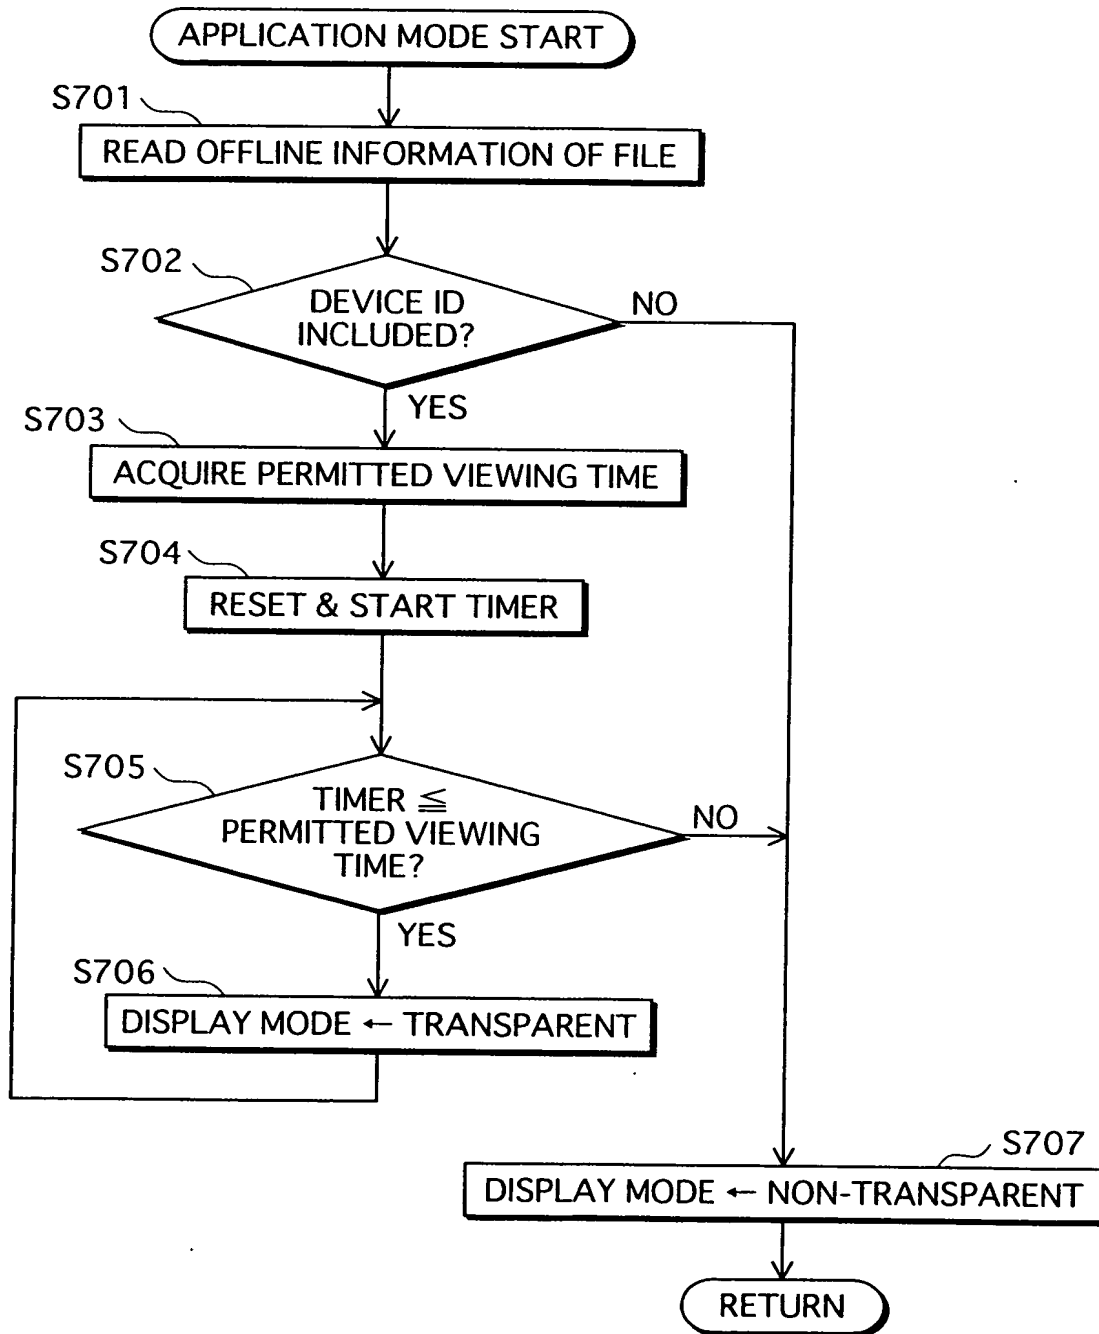 APPLICATION MODE START
S701
READ OFFLINE INFORMATION OF FILE
S702
DEVICE ID
INCLUDED?
NO
YES
S703
ACQUIRE PERMITTED VIEWING TIME
S704
RESET & START TIMER
S705
TIMER ≦
PERMITTED VIEWING
TIME?
NO
YES
S706
DISPLAY MODE ← TRANSPARENT
S707
DISPLAY MODE ← NON-TRANSPARENT
RETURN